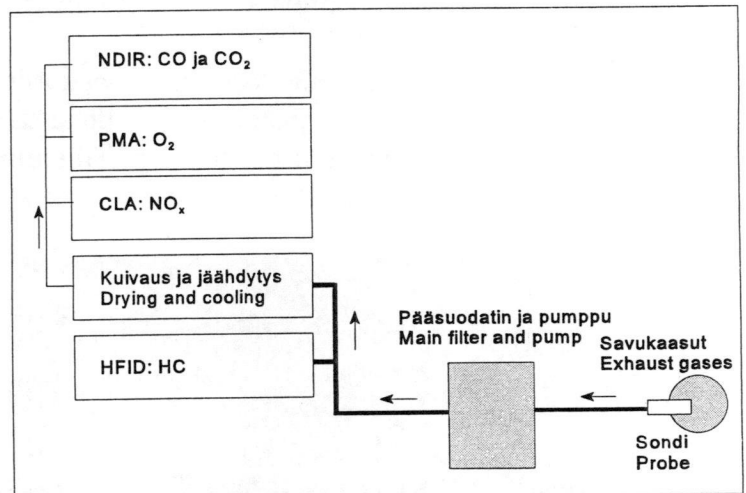 NDIR: CO ja CO₂
PMA: O₂
CLA: NOₓ
Kuivaus ja jäähdytys
Drying and cooling
HFID: HC
Pääsuodatin ja pumppu
Main filter and pump
Savukaasut
Exhaust gases
Sondi
Probe